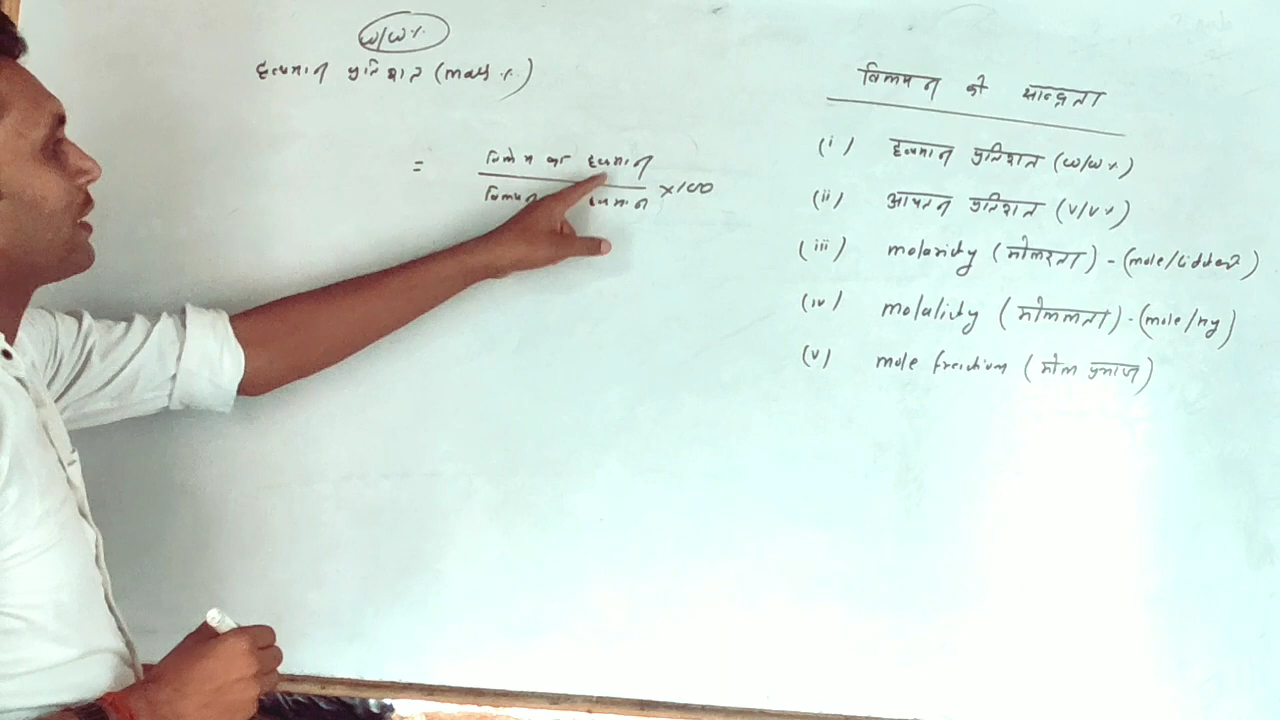 w/w%
द्रव्यमान प्रतिशत (mass %)
= विलेय का द्रव्यमान
विलयन द्रव्यमान ×100
विलयन की सान्द्रता
(i) द्रव्यमान प्रतिशत (w/w%)
(ii) आयतन प्रतिशत (v/v%)
(iii) molarity (मोलरता) - (mole/
(iv) molality (मोललता) - (mole/kg)
(v) mole fraction (मोल प्रभाज)